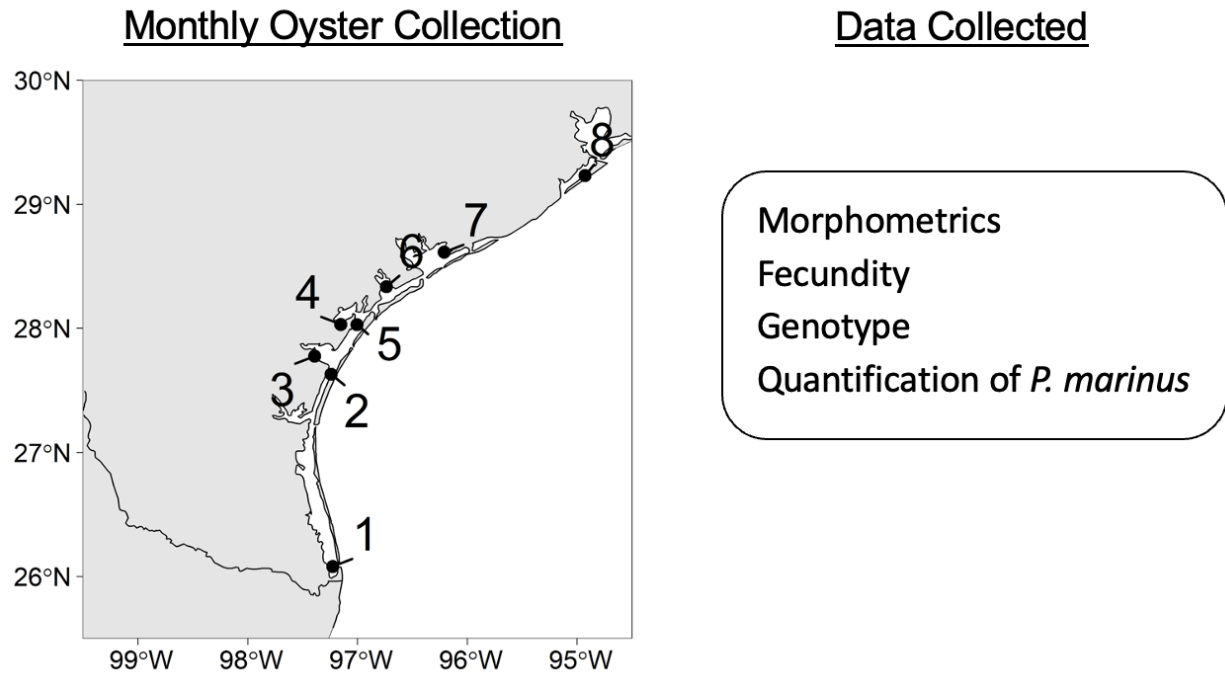 Monthly Oyster Collection
Data Collected
30°N
29°N
28°N
27°N
26°N
99°W
98°W
97°W
96°W
95°W
8
7
6
4
5
3
2
1
Morphometrics
Fecundity
Genotype
Quantification of P. marinus